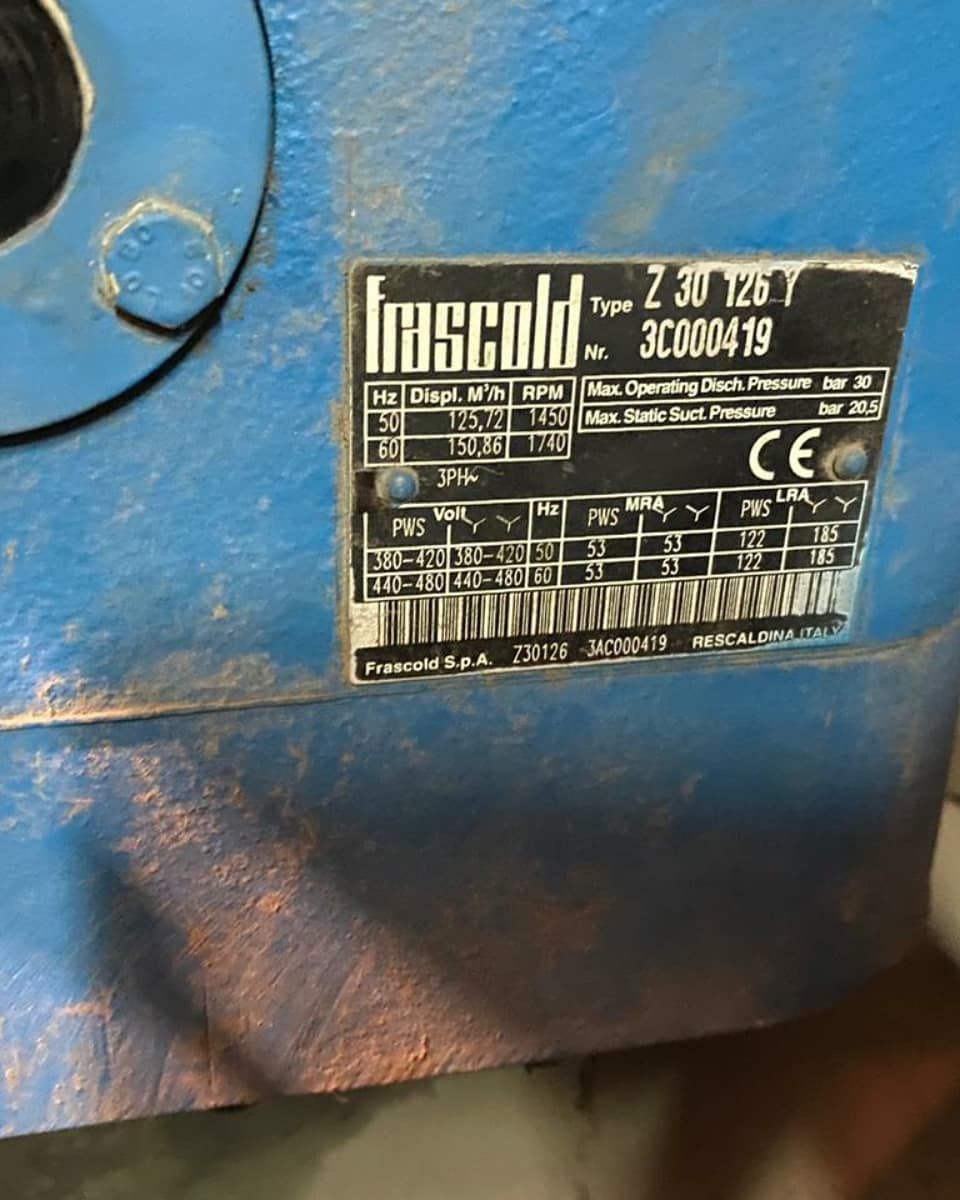 frascold
Type Z 30 126 Y
Nr. 3C000419
Hz Displ. M³/h RPM
50 125,72 1450
60 150,86 1740
Max. Operating Disch. Pressure bar 30
Max. Static Suct. Pressure bar 20,5
CE
3PH~
Volt Hz MRA LRA
PWS PWS PWS
380-420 380-420 50 53 53 122 185
440-480 440-480 60 53 53 122 185
Frascold S.p.A. Z30126 3AC000419 RESCALDINA ITALY